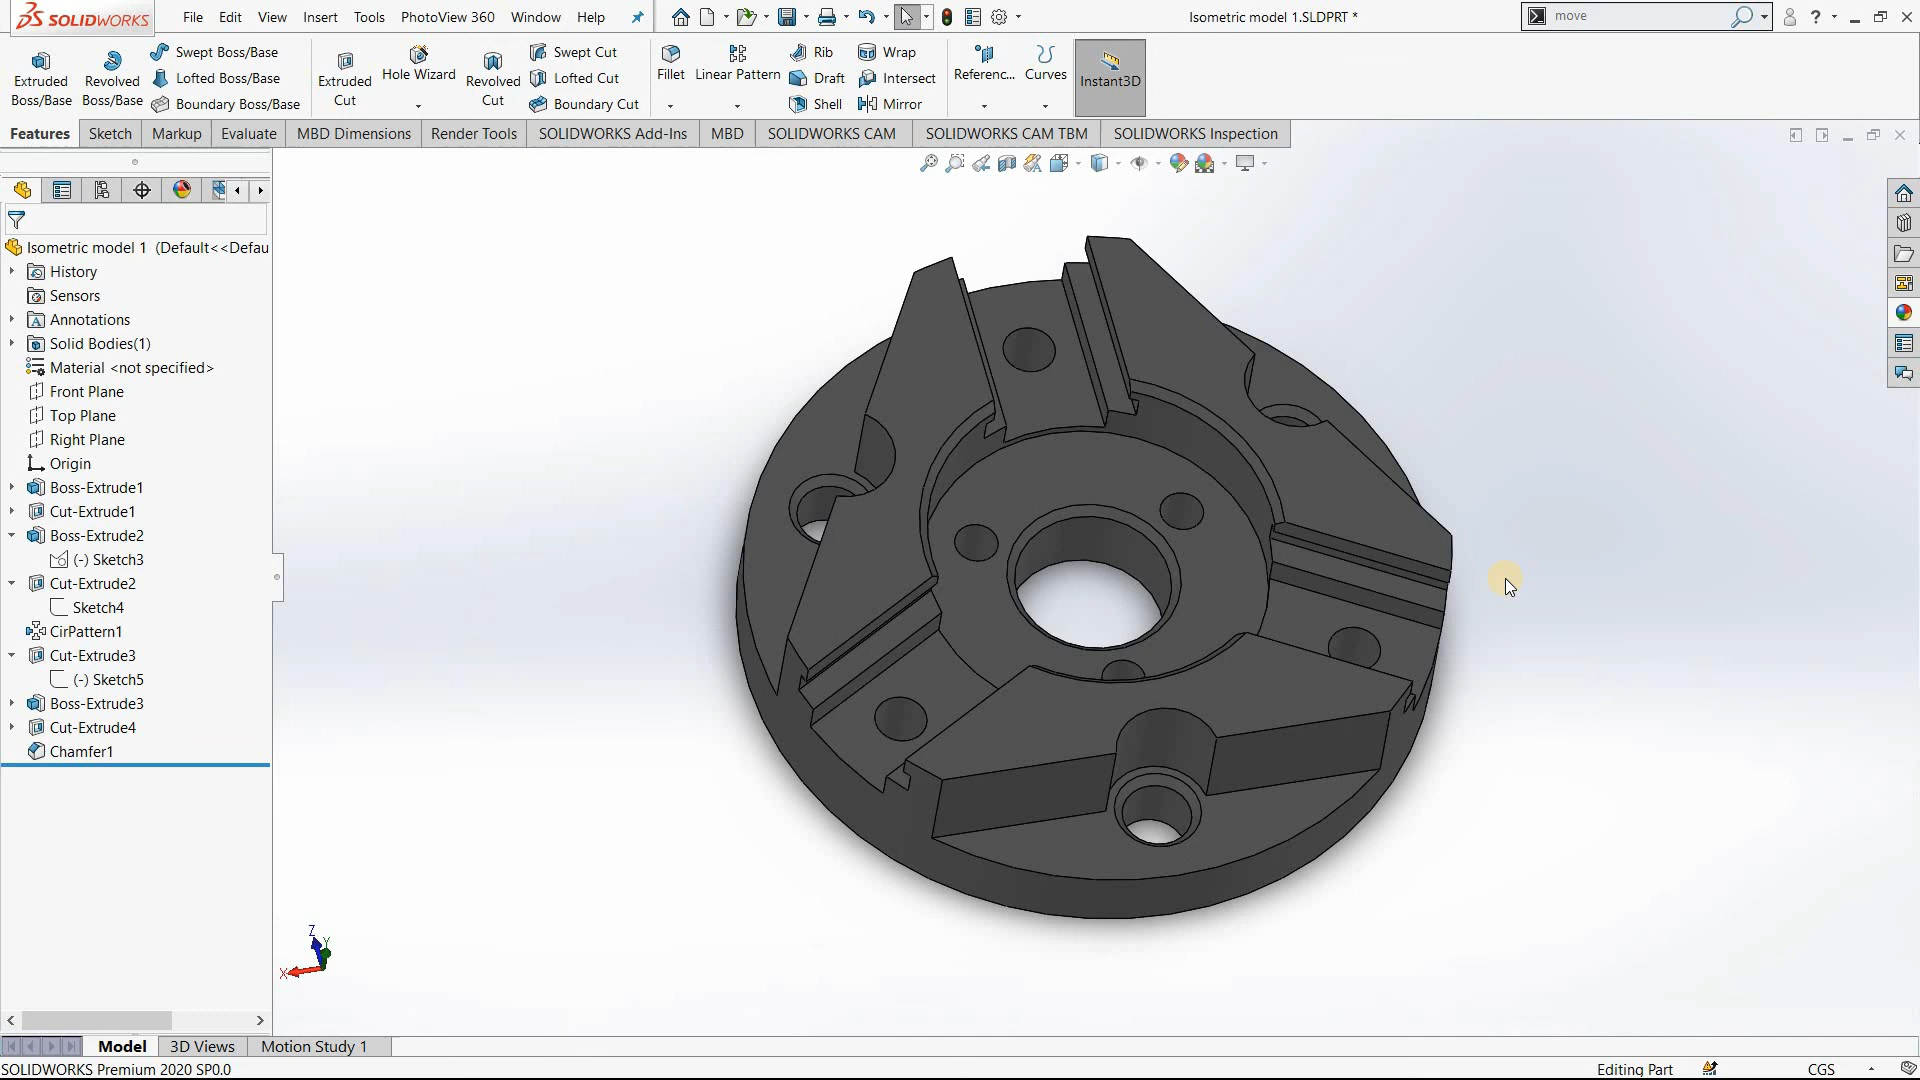 SOLIDWORKS File Edit View Insert Tools PhotoView 360 Window Help Isometric model 1.SLDPRT * move
Extruded Boss/Base
Revolved Boss/Base
Swept Boss/Base
Lofted Boss/Base
Boundary Boss/Base
Extruded Cut
Hole Wizard
Revolved Cut
Swept Cut
Lofted Cut
Boundary Cut
Fillet
Linear Pattern
Rib
Draft
Shell
Wrap
Intersect
Mirror
Referenc...
Curves
Instant3D
Features Sketch Markup Evaluate MBD Dimensions Render Tools SOLIDWORKS Add-Ins MBD SOLIDWORKS CAM SOLIDWORKS CAM TBM SOLIDWORKS Inspection
Isometric model 1 (Default<<Defau
History
Sensors
Annotations
Solid Bodies(1)
Material <not specified>
Front Plane
Top Plane
Right Plane
Origin
Boss-Extrude1
Cut-Extrude1
Boss-Extrude2
(-) Sketch3
Cut-Extrude2
Sketch4
CirPattern1
Cut-Extrude3
(-) Sketch5
Boss-Extrude3
Cut-Extrude4
Chamfer1
Z
Y
X
Model 3D Views Motion Study 1
SOLIDWORKS Premium 2020 SP0.0 Editing Part CGS